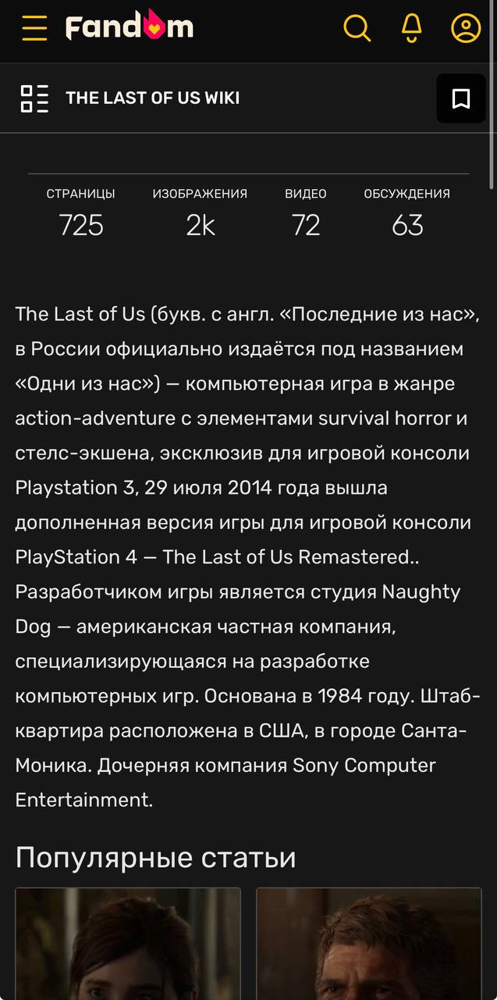 Fandom
THE LAST OF US WIKI
СТРАНИЦЫ ИЗОБРАЖЕНИЯ ВИДЕО ОБСУЖДЕНИЯ
725 2k 72 63
The Last of Us (букв. с англ. «Последние из нас»,
в России официально издаётся под названием
«Одни из нас») — компьютерная игра в жанре
action-adventure с элементами survival horror и
стелс-экшена, эксклюзив для игровой консоли
Playstation 3, 29 июля 2014 года вышла
дополненная версия игры для игровой консоли
PlayStation 4 — The Last of Us Remastered..
Разработчиком игры является студия Naughty
Dog — американская частная компания,
специализирующаяся на разработке
компьютерных игр. Основана в 1984 году. Штаб-
квартира расположена в США, в городе Санта-
Моника. Дочерняя компания Sony Computer
Entertainment.
Популярные статьи